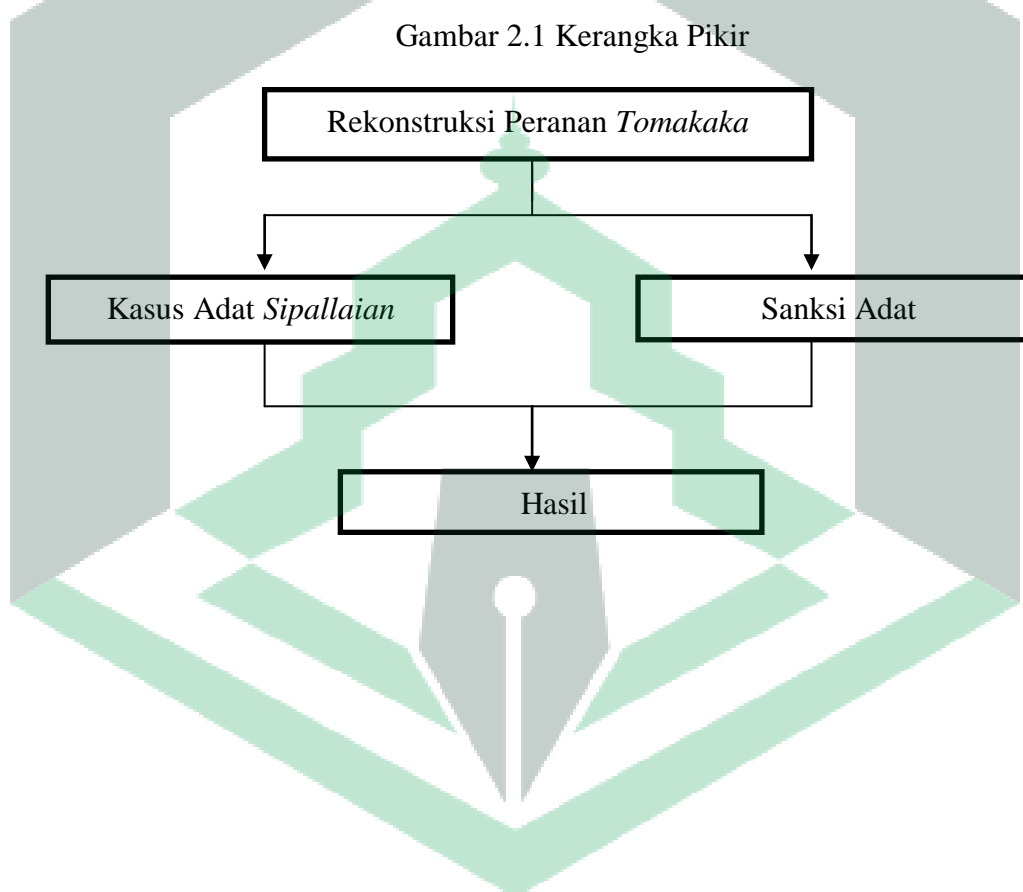 Gambar 2.1 Kerangka Pikir
Rekonstruksi Peranan Tomakaka
Kasus Adat Sipallaian
Sanksi Adat
Hasil